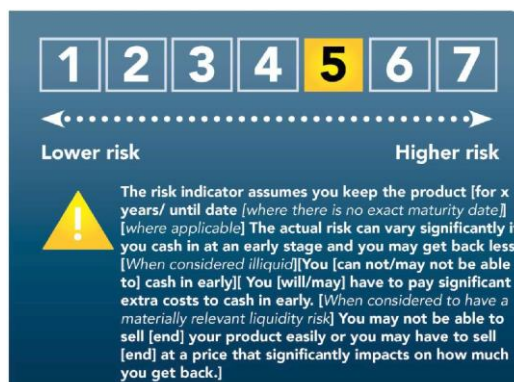 1 2 3 4 5 6 7
Lower risk Higher risk
!
The risk indicator assumes you keep the product [for x
years/ until date [where there is no exact maturity date]]
[where applicable] The actual risk can vary significantly if
you cash in at an early stage and you may get back less.
[When considered illiquid][You [can not/may not be able
to] cash in early][ You [will/may] have to pay significant
extra costs to cash in early. [When considered to have a
materially relevant liquidity risk] You may not be able to
sell [end] your product easily or you may have to sell
[end] at a price that significantly impacts on how much
you get back.]